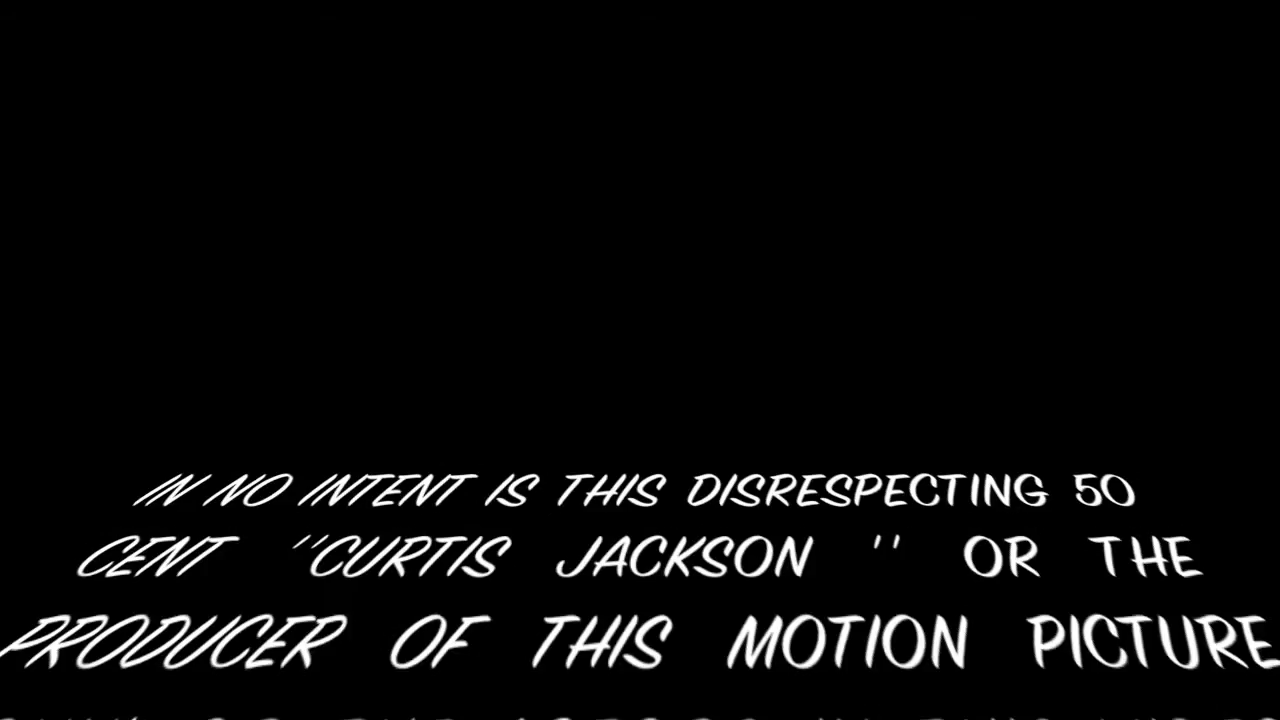 IN NO INTENT IS THIS DISRESPECTING 50
CENT ''CURTIS JACKSON '' OR THE
PRODUCER OF THIS MOTION PICTURE